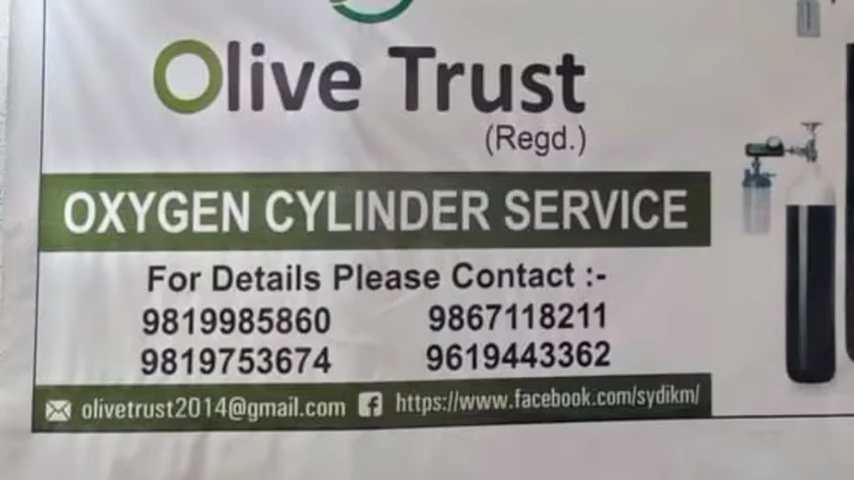 Olive Trust
(Regd.)
OXYGEN CYLINDER SERVICE
For Details Please Contact :-
9819985860 9867118211
9819753674 9619443362
olivetrust2014@gmail.com https://www.facebook.com/sydikm/